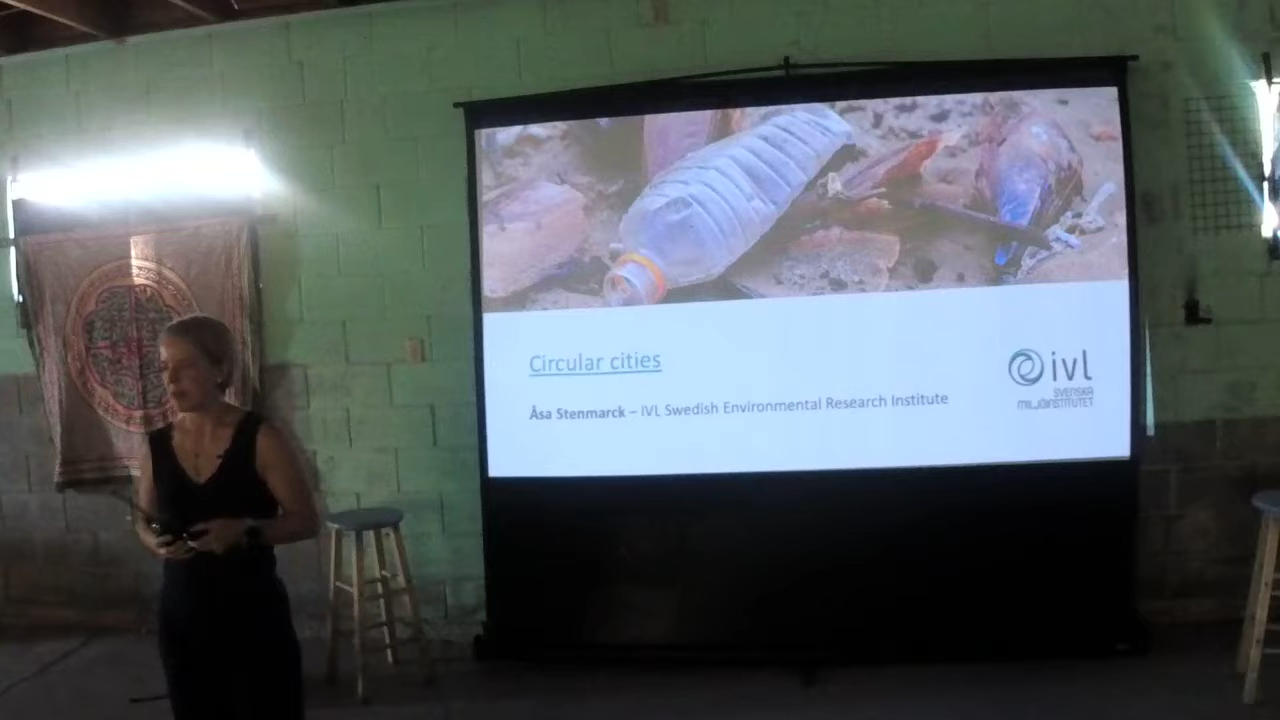 Circular cities
Åsa Stenmarck – IVL Swedish Environmental Research Institute
ivl
SVENSKA
MILJÖINSTITUTET